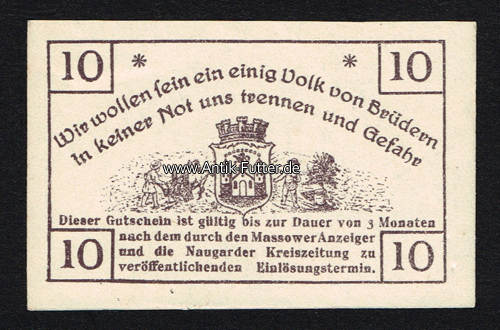 10 * * 10
Wir wollen sein ein einig Volk von Brüdern
In keiner Not uns trennen und Gefahr
www.Antik-Futter.de
Dieser Gutschein ist gültig bis zur Dauer von 3 Monaten
nach dem durch den Massower Anzeiger
und die Naugarder Kreiszeitung zu
veröffentlichenden Einlösungstermin.
10 10